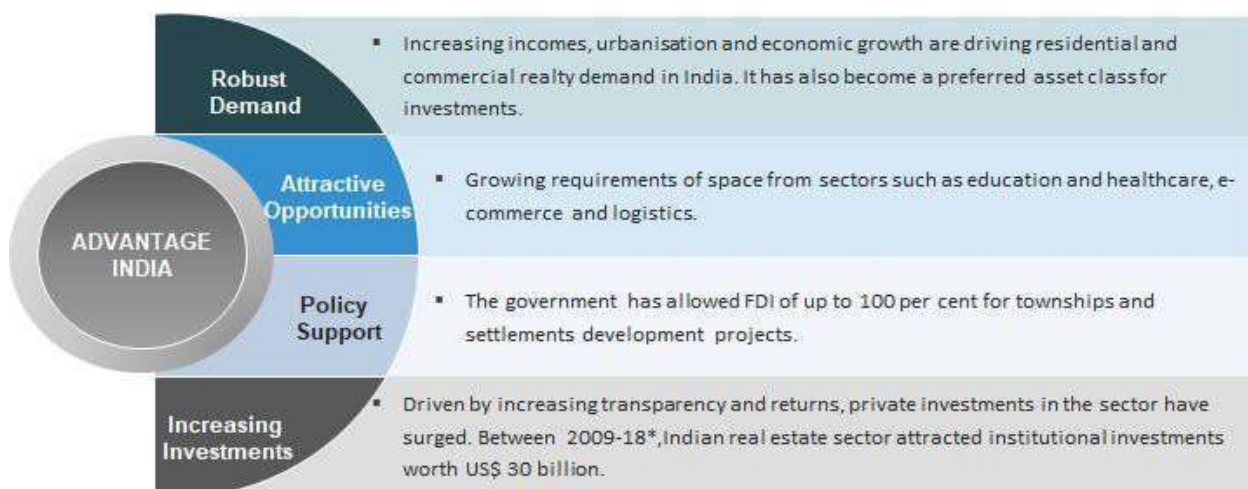 ADVANTAGE
INDIA
Robust
Demand
▪ Increasing incomes, urbanisation and economic growth are driving residential and
commercial realty demand in India. It has also become a preferred asset class for
investments.
Attractive
Opportunities
▪ Growing requirements of space from sectors such as education and healthcare, e-
commerce and logistics.
Policy
Support
▪ The government has allowed FDI of up to 100 per cent for townships and
settlements development projects.
Increasing
Investments
▪ Driven by increasing transparency and returns, private investments in the sector have
surged. Between 2009-18*,Indian real estate sector attracted institutional investments
worth US$ 30 billion.